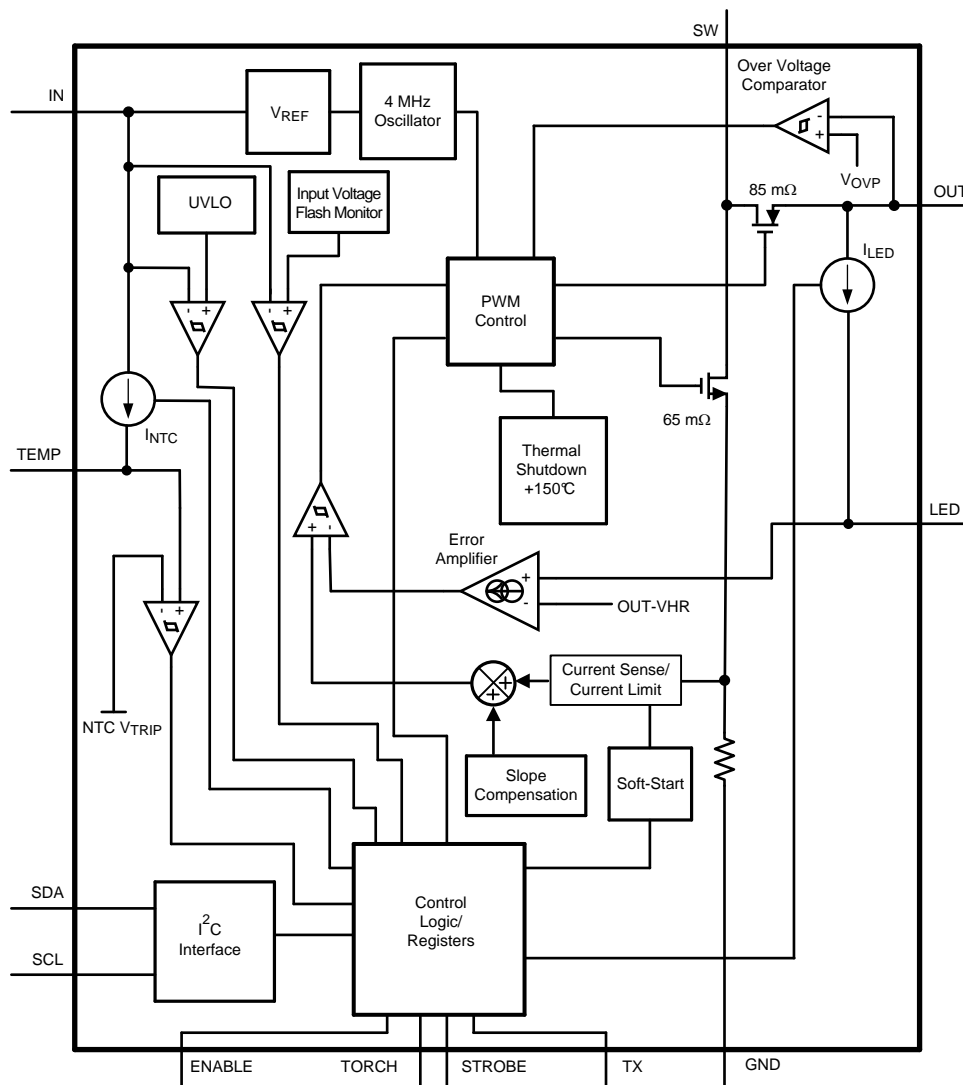 SW
Over Voltage
Comparator
IN
VREF
4 MHz
Oscillator
-
+
VOVP
85 mΩ
OUT
UVLO
Input Voltage
Flash Monitor
ILED
- +
- +
PWM
Control
INTC
65 mΩ
TEMP
Thermal
Shutdown
+150°C
LED
+ -
Error
Amplifier
+
-
OUT-VHR
- +
NTC VTRIP
+
+
Current Sense/
Current Limit
Slope
Compensation
Soft-Start
SDA
SCL
I2C
Interface
Control
Logic/
Registers
ENABLE
TORCH
STROBE
TX
GND